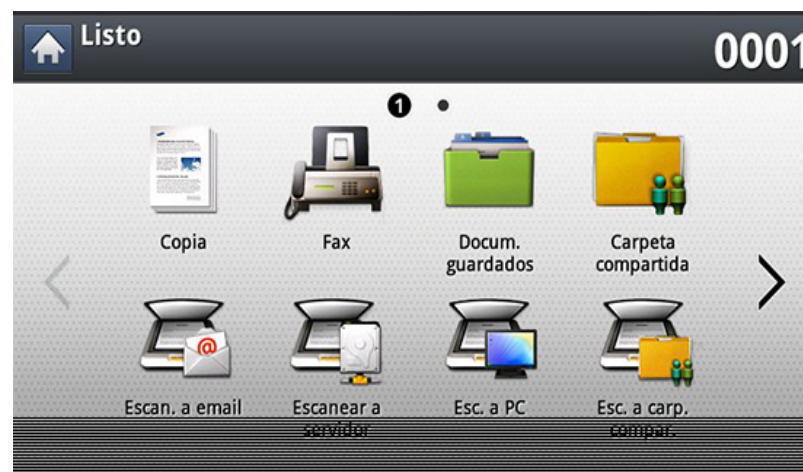 Listo
0001
1
Copia
Fax
Docum.
guardados
Carpeta
compartida
Escan. a email
Escanear a
servidor
Esc. a PC
Esc. a carp.
compar.